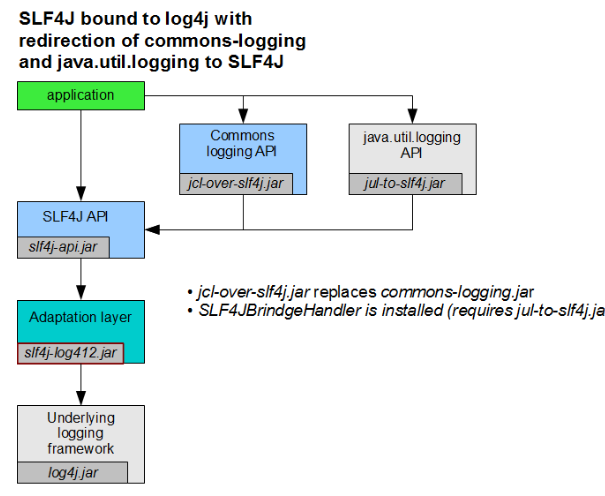 SLF4J bound to log4j with
redirection of commons-logging
and java.util.logging to SLF4J
application
Commons
logging API
jcl-over-slf4j.jar
java.util.logging
API
jul-to-slf4j.jar
SLF4J API
slf4j-api.jar
• jcl-over-slf4j.jar replaces commons-logging.jar
• SLF4JBrindgeHandler is installed (requires jul-to-slf4j.ja
Adaptation layer
slf4j-log412.jar
Underlying
logging
framework
log4j.jar